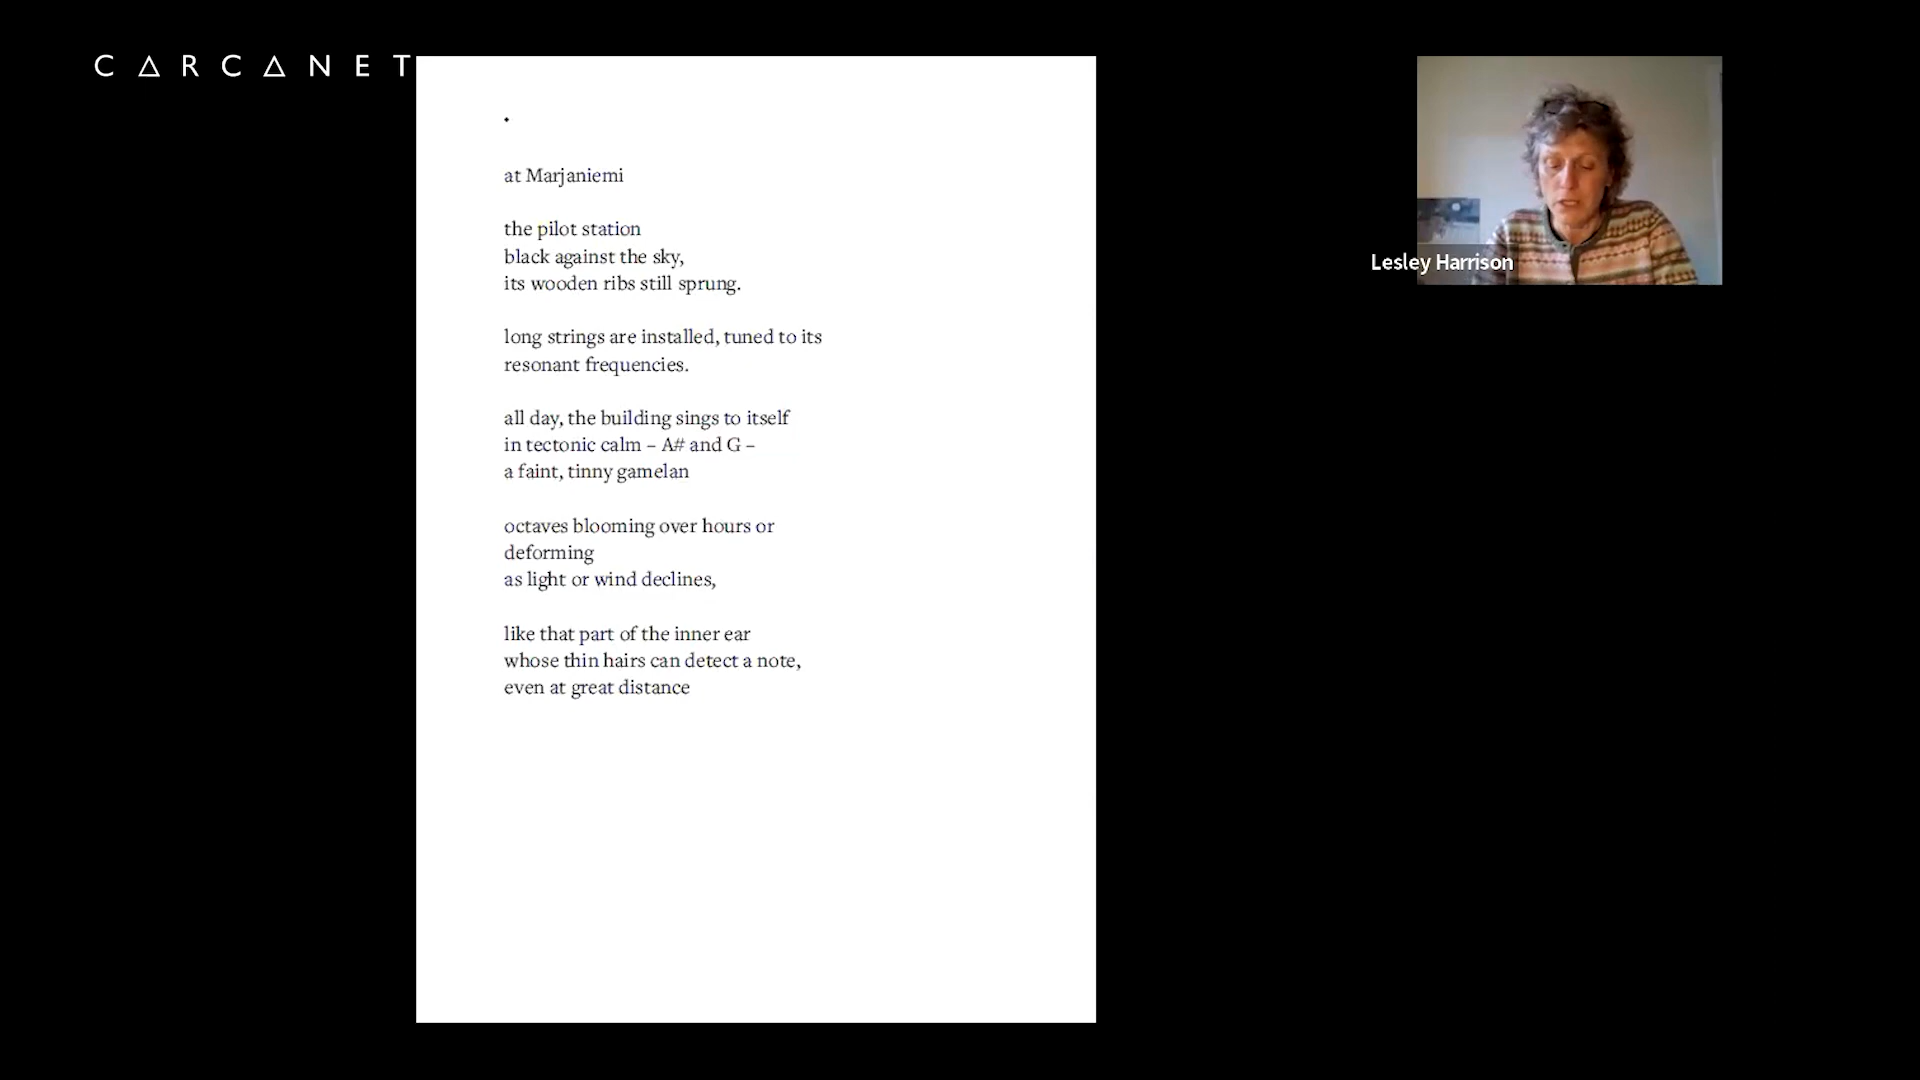 CARCANET
at Marjaniemi
the pilot station
black against the sky,
its wooden ribs still sprung.
long strings are installed, tuned to its
resonant frequencies.
all day, the building sings to itself
in tectonic calm – A# and G –
a faint, tinny gamelan
octaves blooming over hours or
deforming
as light or wind declines,
like that part of the inner ear
whose thin hairs can detect a note,
even at great distance
Lesley Harrison